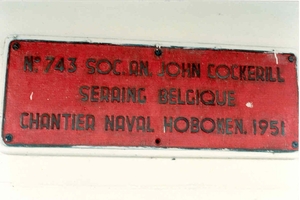 Nº 743 SOC. AN. JOHN COCKERILL
SERAING BELGIQUE
CHANTIER NAVAL HOBOKEN. 1951